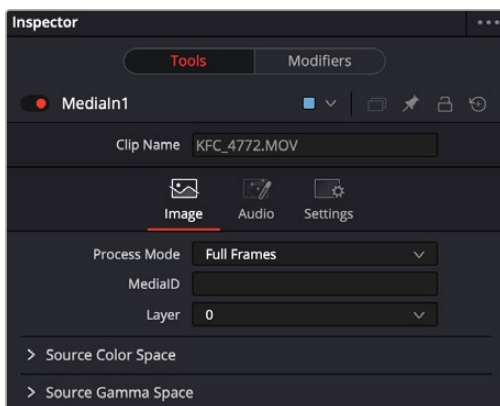 Inspector
Tools Modifiers
MediaIn1
Clip Name KFC_4772.MOV
Image Audio Settings
Process Mode Full Frames
MediaID
Layer 0
Source Color Space
Source Gamma Space